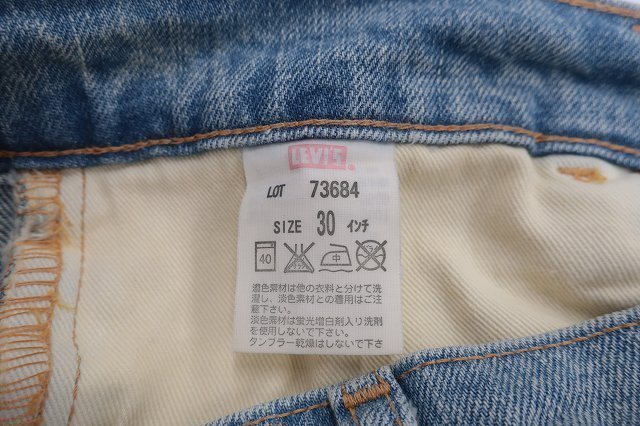 LEVI'S
LOT 73684
SIZE 30 インチ
40 中
濃色素材は他の衣料と分けて洗
濯し、淡色素材との着用はご注
意下さい。
淡色素材は蛍光増白剤入り洗剤
を使用しないで下さい。
タンブラー乾燥はしないで下さ